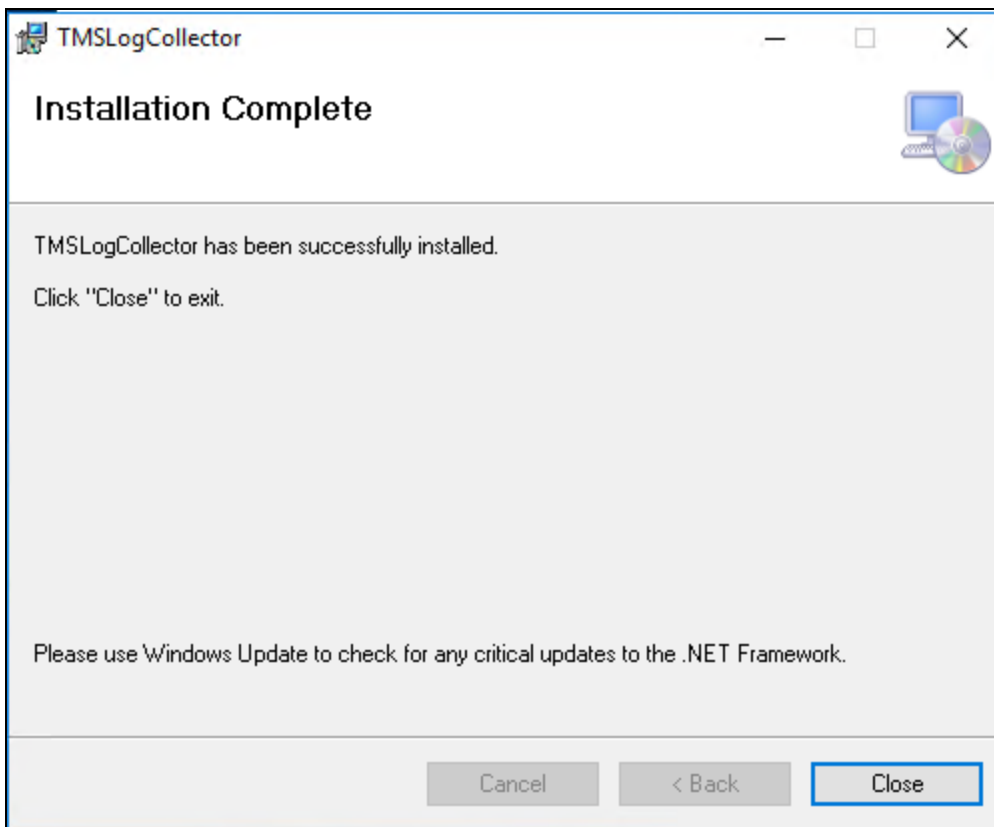 TMSLogCollector
Installation Complete
TMSLogCollector has been successfully installed.
Click "Close" to exit.
Please use Windows Update to check for any critical updates to the .NET Framework.
Cancel
< Back
Close